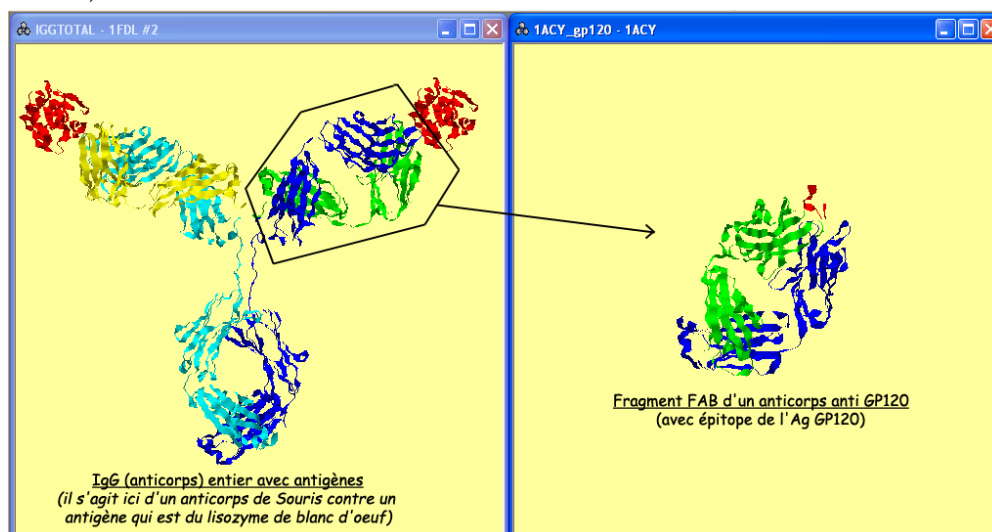 IGGTOTAL - 1FDL #2
1ACY_gp120 - 1ACY
IgG (anticorps) entier avec antigènes
(il s'agit ici d'un anticorps de Souris contre un
antigène qui est du lisozyme de blanc d'oeuf)
Fragment FAB d'un anticorps anti GP120
(avec épitope de l'Ag GP120)